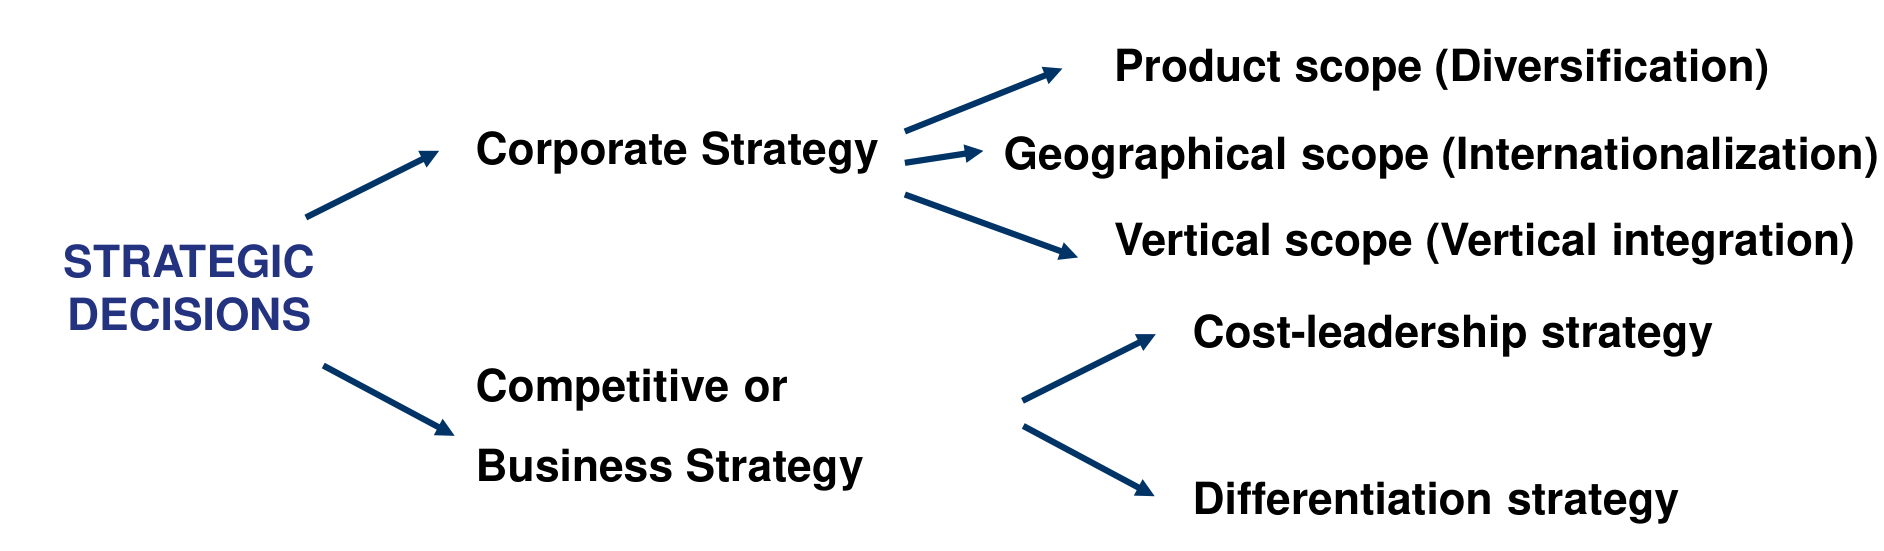 Product scope (Diversification)
Corporate Strategy
Geographical scope (Internationalization)
Vertical scope (Vertical integration)
STRATEGIC
DECISIONS
Cost-leadership strategy
Competitive or
Business Strategy
Differentiation strategy